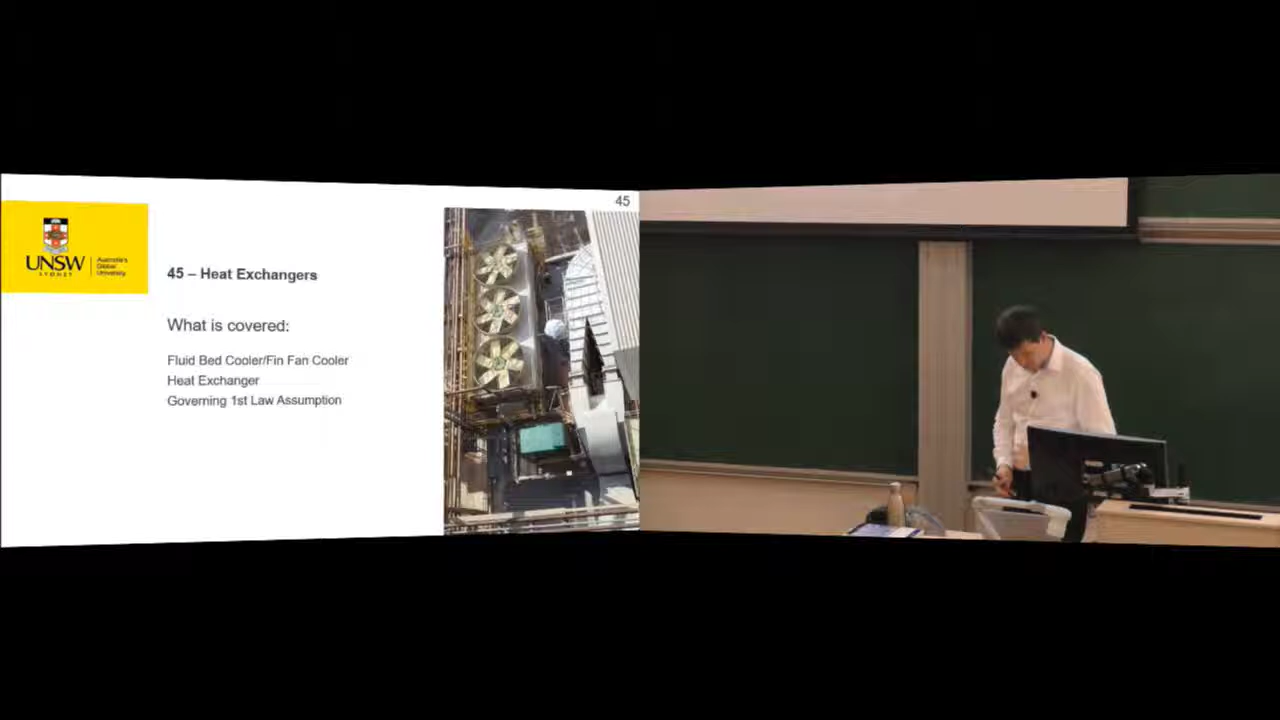 45
UNSW
SYDNEY
Australia's
Global
University
45 – Heat Exchangers
What is covered:
Fluid Bed Cooler/Fin Fan Cooler
Heat Exchanger
Governing 1st Law Assumption